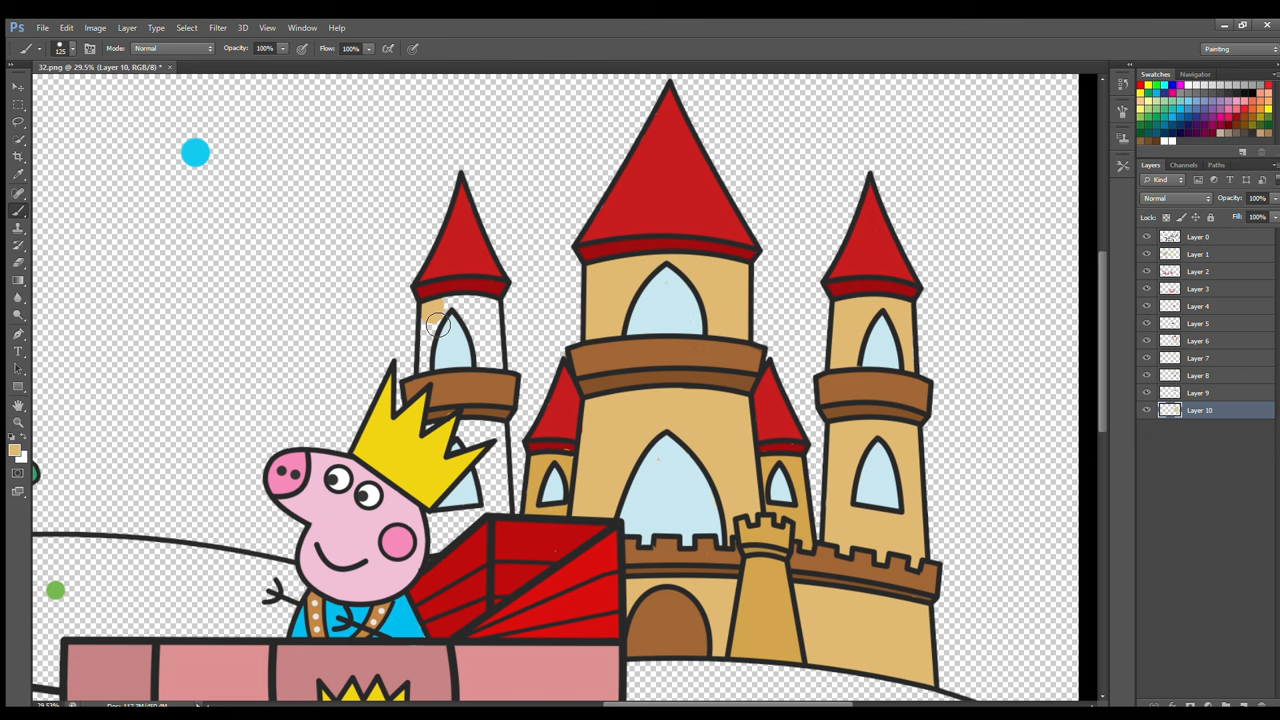 Ps File Edit Image Layer Type Select Filter 3D View Window Help
125 Mode: Normal Opacity: 100% Flow: 100% Painting
32.png @ 29.5% (Layer 10, RGB/8) * ×
Swatches Navigator
Layers Channels Paths
Kind
Normal Opacity: 100%
Lock: Fill: 100%
Layer 0
Layer 1
Layer 2
Layer 3
Layer 4
Layer 5
Layer 6
Layer 7
Layer 8
Layer 9
Layer 10